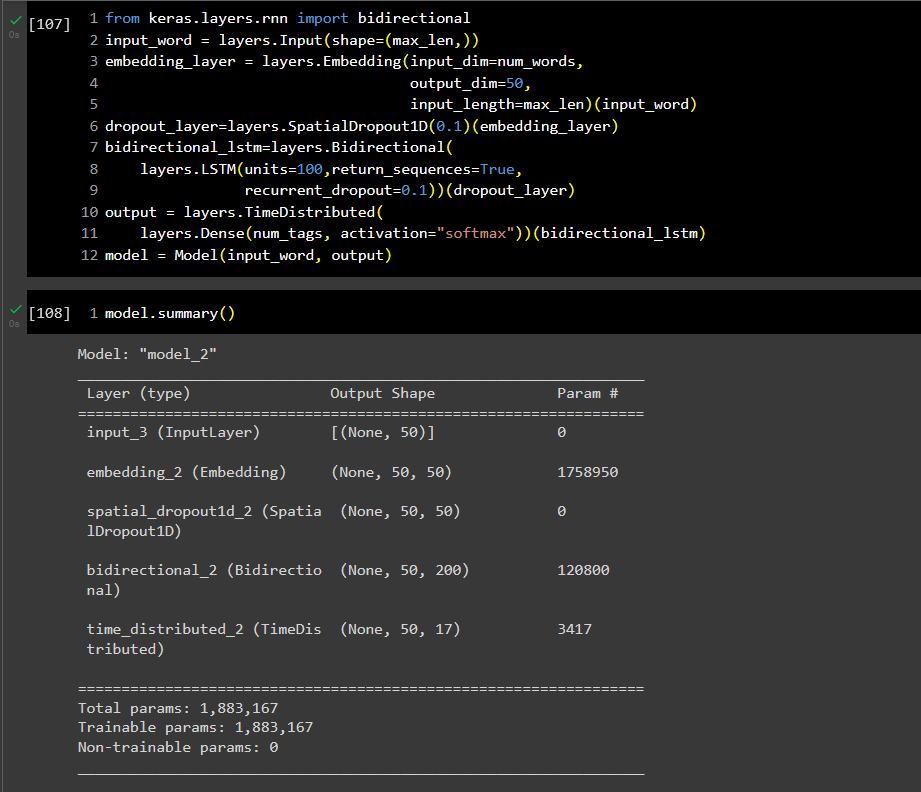 [107]
1 from keras.layers.rnn import bidirectional
2 input_word = layers.Input(shape=(max_len,))
3 embedding_layer = layers.Embedding(input_dim=num_words,
4                                    output_dim=50,
5                                    input_length=max_len)(input_word)
6 dropout_layer=layers.SpatialDropout1D(0.1)(embedding_layer)
7 bidirectional_lstm=layers.Bidirectional(
8     layers.LSTM(units=100,return_sequences=True,
9                 recurrent_dropout=0.1))(dropout_layer)
10 output = layers.TimeDistributed(
11     layers.Dense(num_tags, activation="softmax"))(bidirectional_lstm)
12 model = Model(input_word, output)
0s
[108]
1 model.summary()
0s
Model: "model_2"
_________________________________________________________________
Layer (type)                Output Shape              Param #
=================================================================
input_3 (InputLayer)        [(None, 50)]              0
embedding_2 (Embedding)     (None, 50, 50)            1758950
spatial_dropout1d_2 (Spatia  (None, 50, 50)           0
lDropout1D)
bidirectional_2 (Bidirectio  (None, 50, 200)          120800
nal)
time_distributed_2 (TimeDis  (None, 50, 17)           3417
tributed)
=================================================================
Total params: 1,883,167
Trainable params: 1,883,167
Non-trainable params: 0
_________________________________________________________________